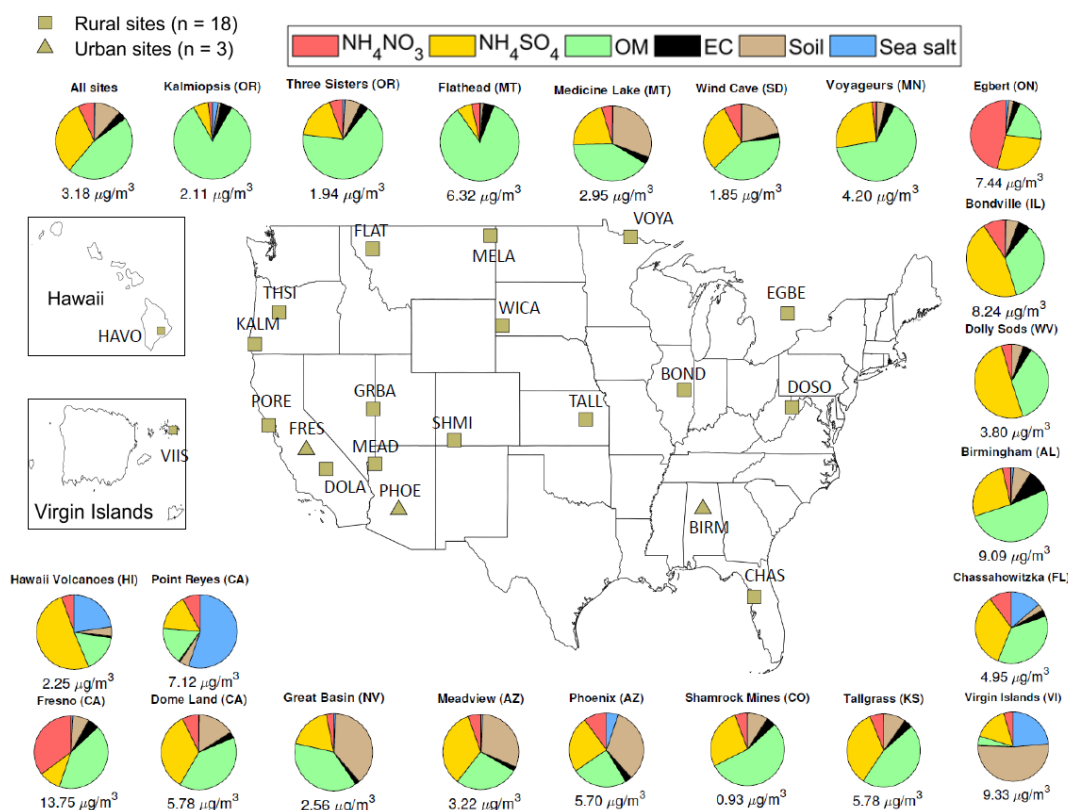 Rural sites (n = 18)
Urban sites (n = 3)
NH₄NO₃ NH₄SO₄ OM EC Soil Sea salt
All sites
3.18 μg/m³
Kalmiopsis (OR)
2.11 μg/m³
Three Sisters (OR)
1.94 μg/m³
Flathead (MT)
6.32 μg/m³
Medicine Lake (MT)
2.95 μg/m³
Wind Cave (SD)
1.85 μg/m³
Voyageurs (MN)
4.20 μg/m³
Egbert (ON)
7.44 μg/m³
Bondville (IL)
8.24 μg/m³
Dolly Sods (WV)
3.80 μg/m³
Birmingham (AL)
9.09 μg/m³
Chassahowitzka (FL)
4.95 μg/m³
Hawaii
HAVO
Virgin Islands
VIIS
FLAT
MELA
VOYA
THSI
KALM
WICA
EGBE
PORE
FRES
GRBA
MEAD
SHMI
TALL
BOND
DOSO
DOLA
PHOE
BIRM
CHAS
Hawaii Volcanoes (HI)
2.25 μg/m³
Point Reyes (CA)
7.12 μg/m³
Fresno (CA)
13.75 μg/m³
Dome Land (CA)
5.78 μg/m³
Great Basin (NV)
2.56 μg/m³
Meadview (AZ)
3.22 μg/m³
Phoenix (AZ)
5.70 μg/m³
Shamrock Mines (CO)
0.93 μg/m³
Tallgrass (KS)
5.78 μg/m³
Virgin Islands (VI)
9.33 μg/m³